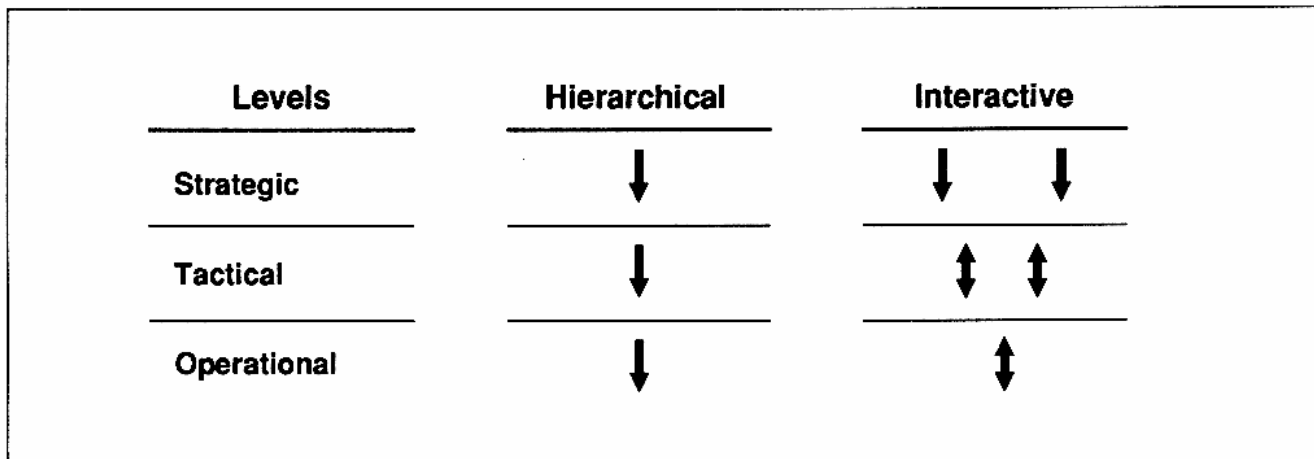 Levels Hierarchical Interactive
Strategic
Tactical
Operational